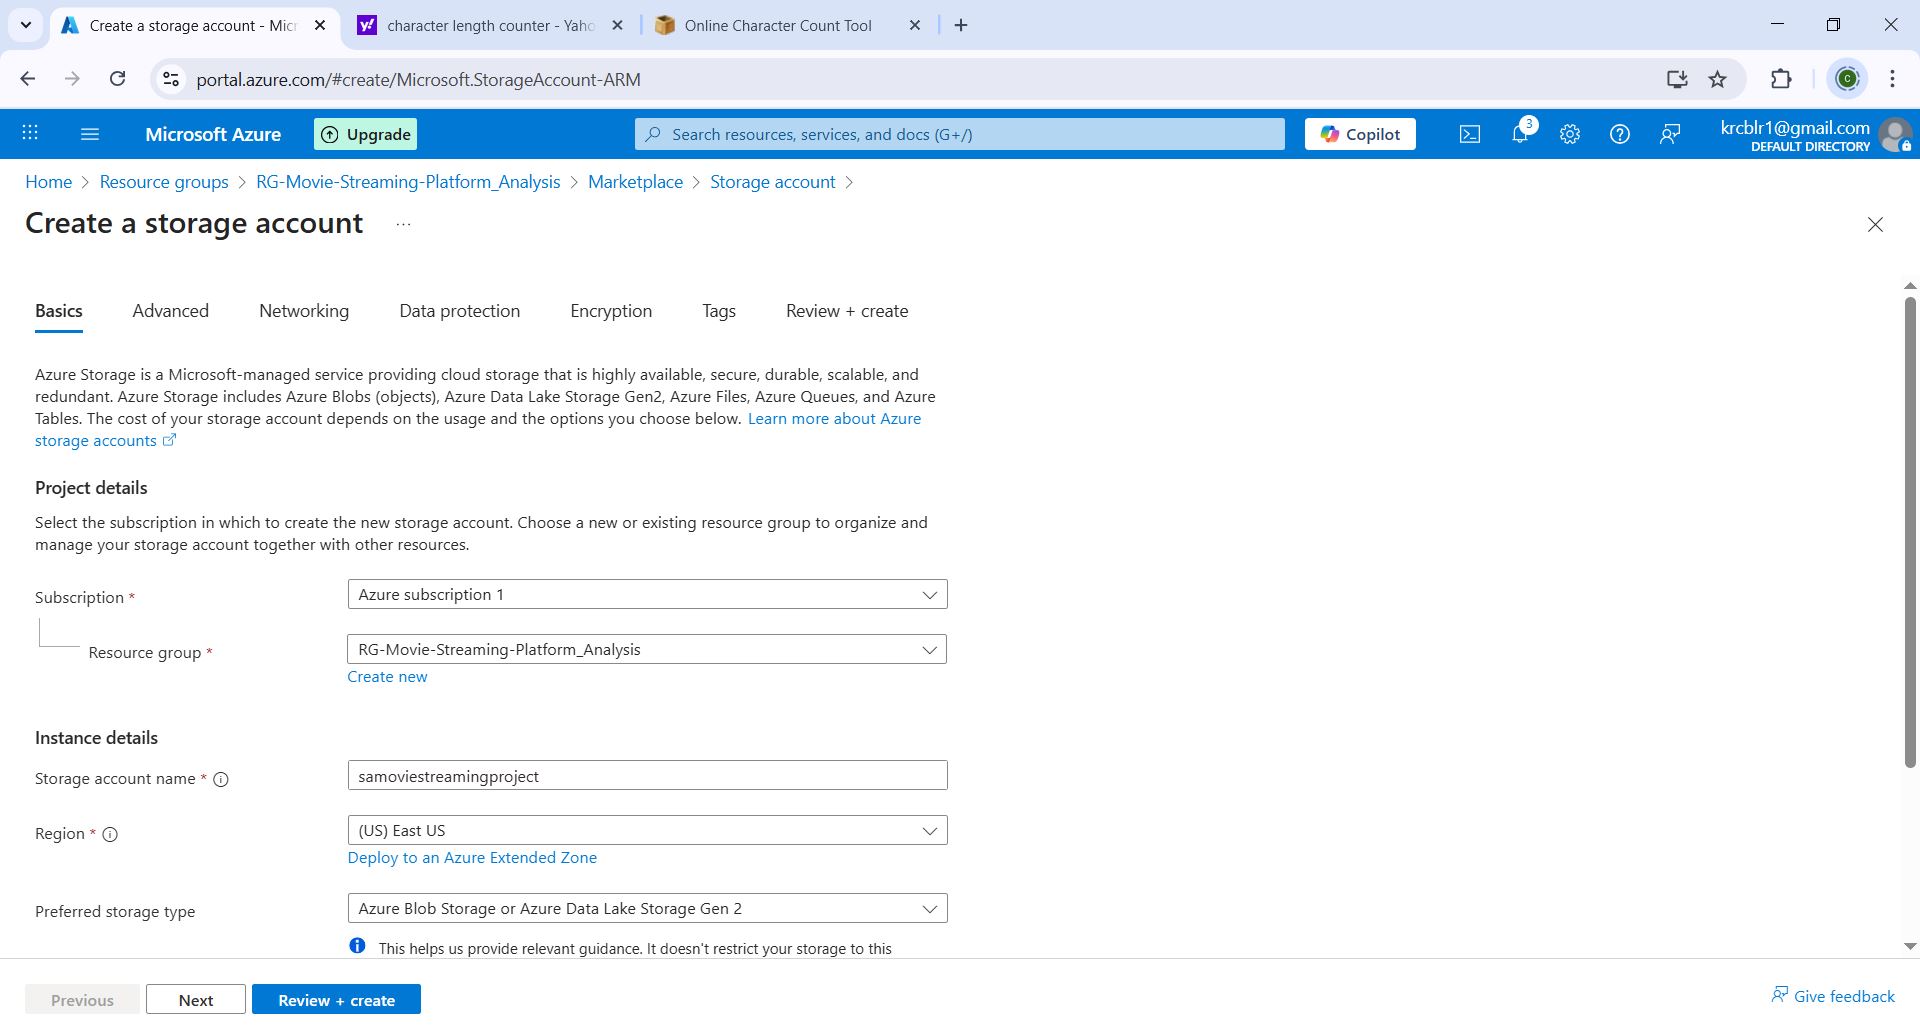 Create a storage account - Micr
character length counter - Yaho
Online Character Count Tool
portal.azure.com/#create/Microsoft.StorageAccount-ARM
C
Microsoft Azure
Upgrade
Search resources, services, and docs (G+/)
Copilot
3
krcblr1@gmail.com
DEFAULT DIRECTORY
Home > Resource groups > RG-Movie-Streaming-Platform_Analysis > Marketplace > Storage account >
Create a storage account ...
Basics Advanced Networking Data protection Encryption Tags Review + create
Azure Storage is a Microsoft-managed service providing cloud storage that is highly available, secure, durable, scalable, and
redundant. Azure Storage includes Azure Blobs (objects), Azure Data Lake Storage Gen2, Azure Files, Azure Queues, and Azure
Tables. The cost of your storage account depends on the usage and the options you choose below. Learn more about Azure
storage accounts
Project details
Select the subscription in which to create the new storage account. Choose a new or existing resource group to organize and
manage your storage account together with other resources.
Subscription * Azure subscription 1
Resource group * RG-Movie-Streaming-Platform_Analysis
Create new
Instance details
Storage account name * samoviestreamingproject
Region * (US) East US
Deploy to an Azure Extended Zone
Preferred storage type Azure Blob Storage or Azure Data Lake Storage Gen 2
This helps us provide relevant guidance. It doesn't restrict your storage to this
Previous Next Review + create
Give feedback